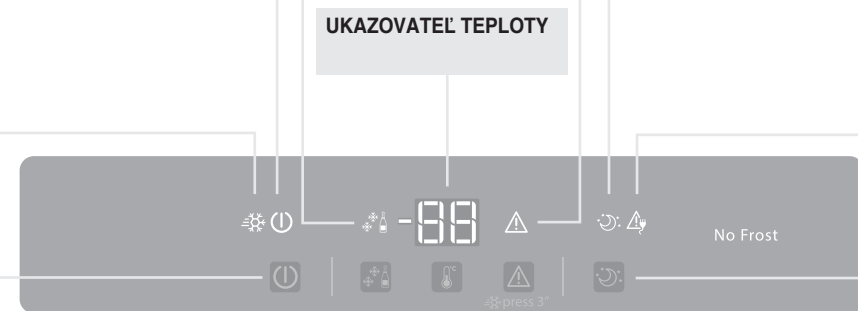 UKAZOVATEĽ TEPLOTY
-88
No Frost
°C
press 3"